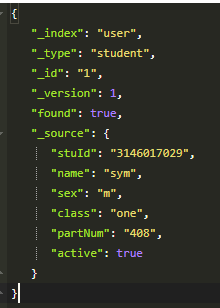 {
"_index": "user",
"_type": "student",
"_id": "1",
"_version": 1,
"found": true,
"_source": {
"stuId": "3146017029",
"name": "sym",
"sex": "m",
"class": "one",
"partNum": "408",
"active": true
}
}